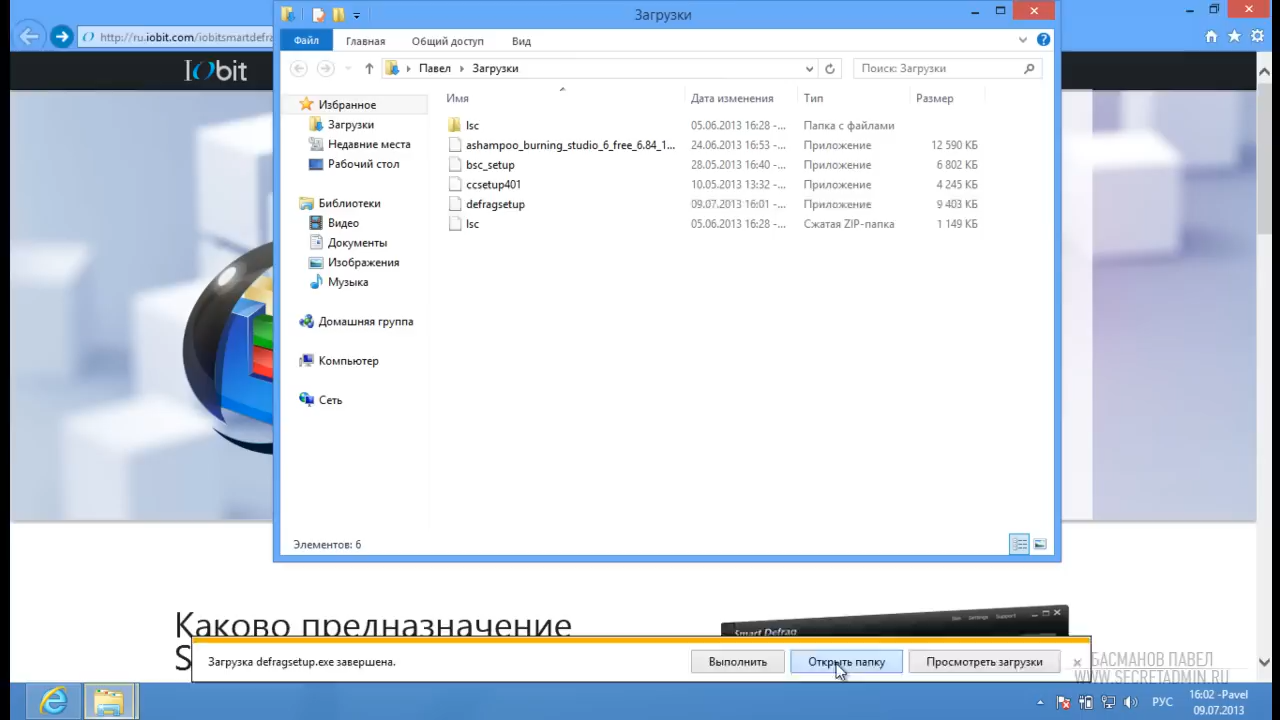 Загрузки
http://ru.iobit.com/iobitsmartdefra
Файл
Главная
Общий доступ
Вид
IObit
Павел
Загрузки
Поиск: Загрузки
Имя
Дата изменения
Тип
Размер
Избранное
Загрузки
Недавние места
Рабочий стол
Библиотеки
Видео
Документы
Изображения
Музыка
Домашняя группа
Компьютер
Сеть
lsc 05.06.2013 16:28 -... Папка с файлами
ashampoo_burning_studio_6_free_6.84_1... 24.06.2013 16:53 -... Приложение 12 590 КБ
bsc_setup 28.05.2013 16:40 -... Приложение 6 802 КБ
ccsetup401 10.05.2013 13:32 -... Приложение 4 245 КБ
defragsetup 09.07.2013 16:01 -... Приложение 9 403 КБ
lsc 05.06.2013 16:28 -... Сжатая ZIP-папка 1 149 КБ
Элементов: 6
Каково предназначение
S
Smart Defrag
Загрузка defragsetup.exe завершена.
Выполнить
Открыть папку
Просмотреть загрузки
БАСМАНОВ ПАВЕЛ
WWW.SECRETADMIN.RU
РУС
16:02 -Pavel
09.07.2013